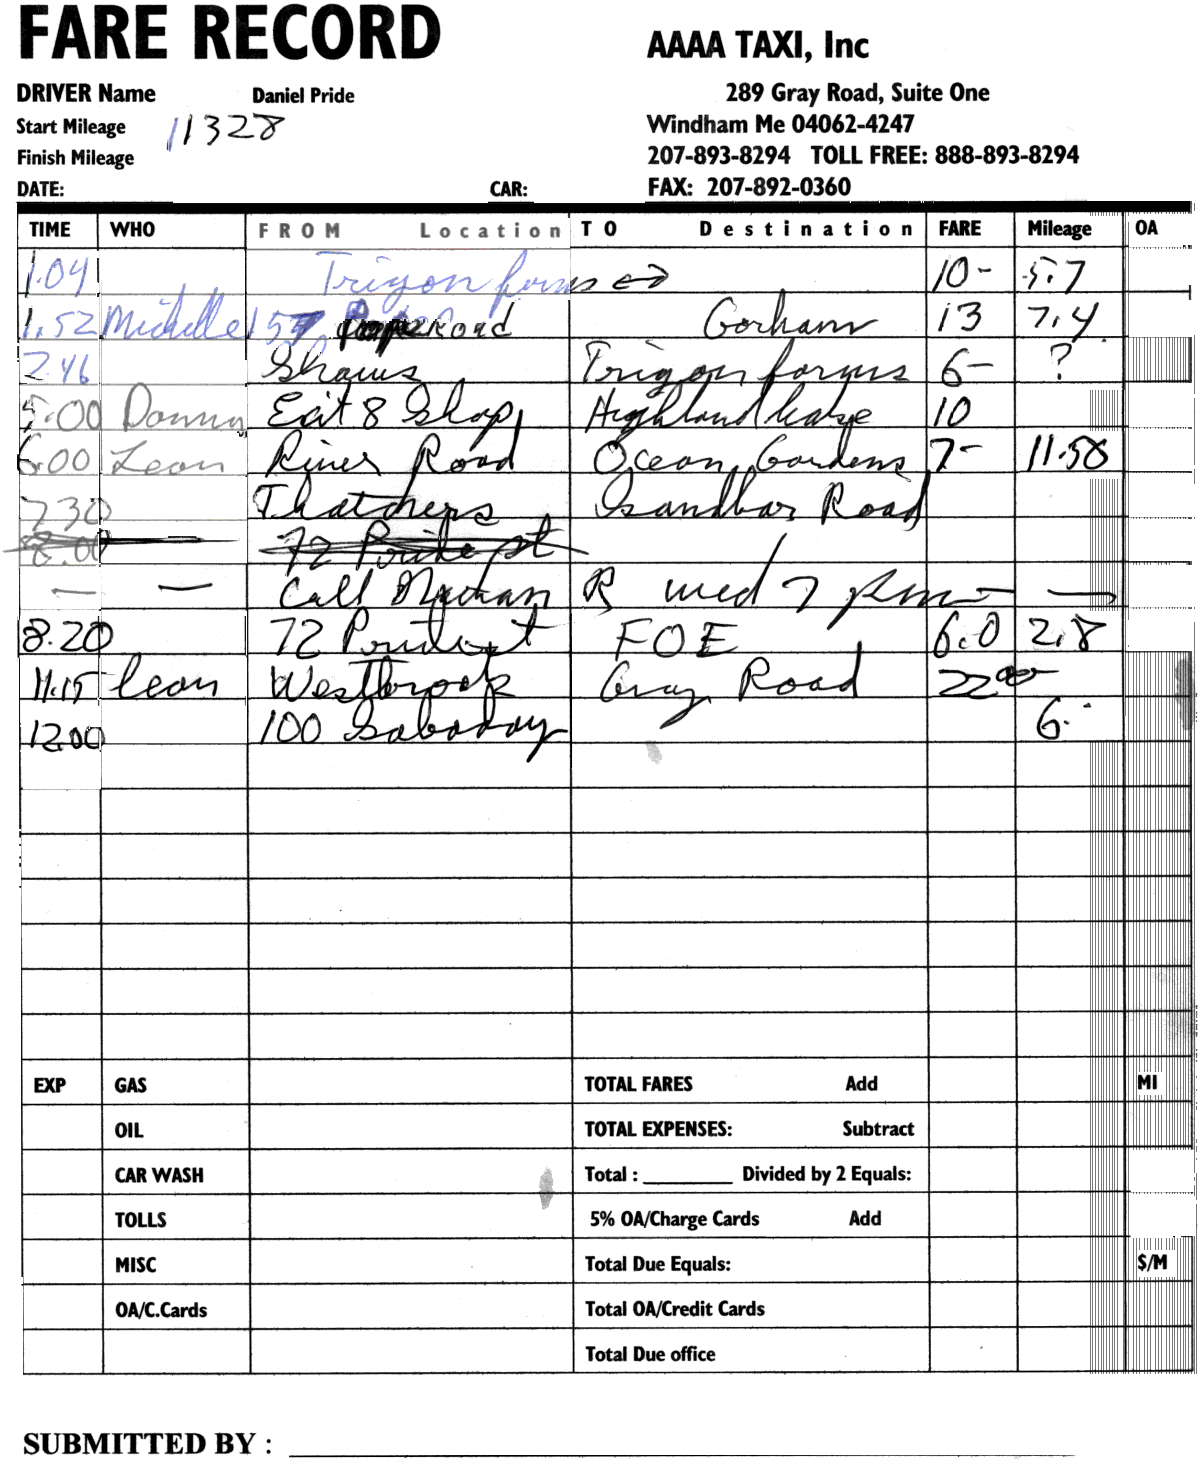 FARE RECORD
AAAA TAXI, Inc
DRIVER Name Daniel Pride
289 Gray Road, Suite One
Start Mileage 11328
Windham Me 04062-4247
Finish Mileage
207-893-8294 TOLL FREE: 888-893-8294
DATE: CAR:
FAX: 207-892-0360
TIME WHO FROM Location TO Destination FARE Mileage OA
1.04 Trigon forms ↔ 10- 5.7
1.52 Michelle 157 Road Gorham 13 7.4
2.46 Shaws Trigon forms 6- ?
5:00 Donna Exit 8 Shop Highland Lake 10
6.00 Leon River Road Ocean Gardens 7- 11.58
7 30 Thatchers Sandbar Road
8.00 72 Pride st
— — Call R wed 7 pm — —
8.20 72 Pride st FOE 6.0 2.8
11.15 Leon Westbrook Gray Road 22.00
12.00 100 6.
EXP GAS TOTAL FARES Add MI
OIL TOTAL EXPENSES: Subtract
CAR WASH Total : ________ Divided by 2 Equals:
TOLLS 5% OA/Charge Cards Add
MISC Total Due Equals: $/M
OA/C.Cards Total OA/Credit Cards
Total Due office
SUBMITTED BY :